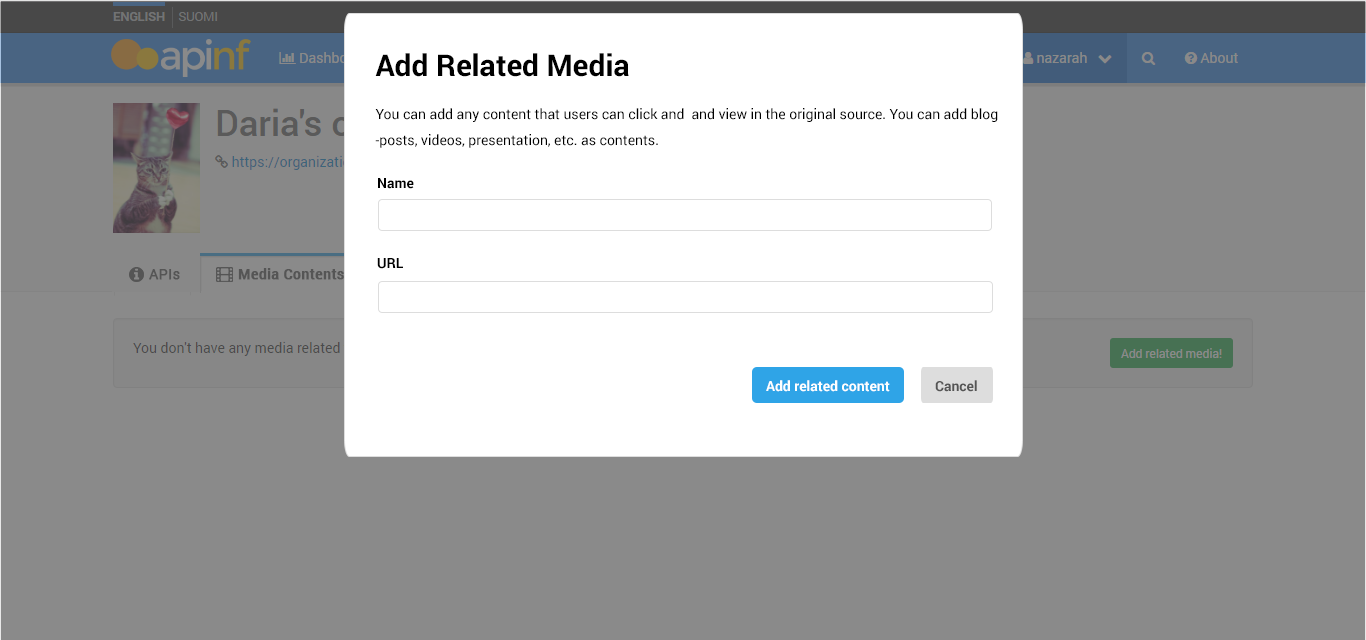 ENGLISH SUOMI
apinf Dashbo nazarah About
Add Related Media
You can add any content that users can click and  and view in the original source. You can add blog
-posts, videos, presentation, etc. as contents.
Daria's o
https://organizati
Name
URL
APIs Media Contents
You don't have any media related
Add related media!
Add related content Cancel